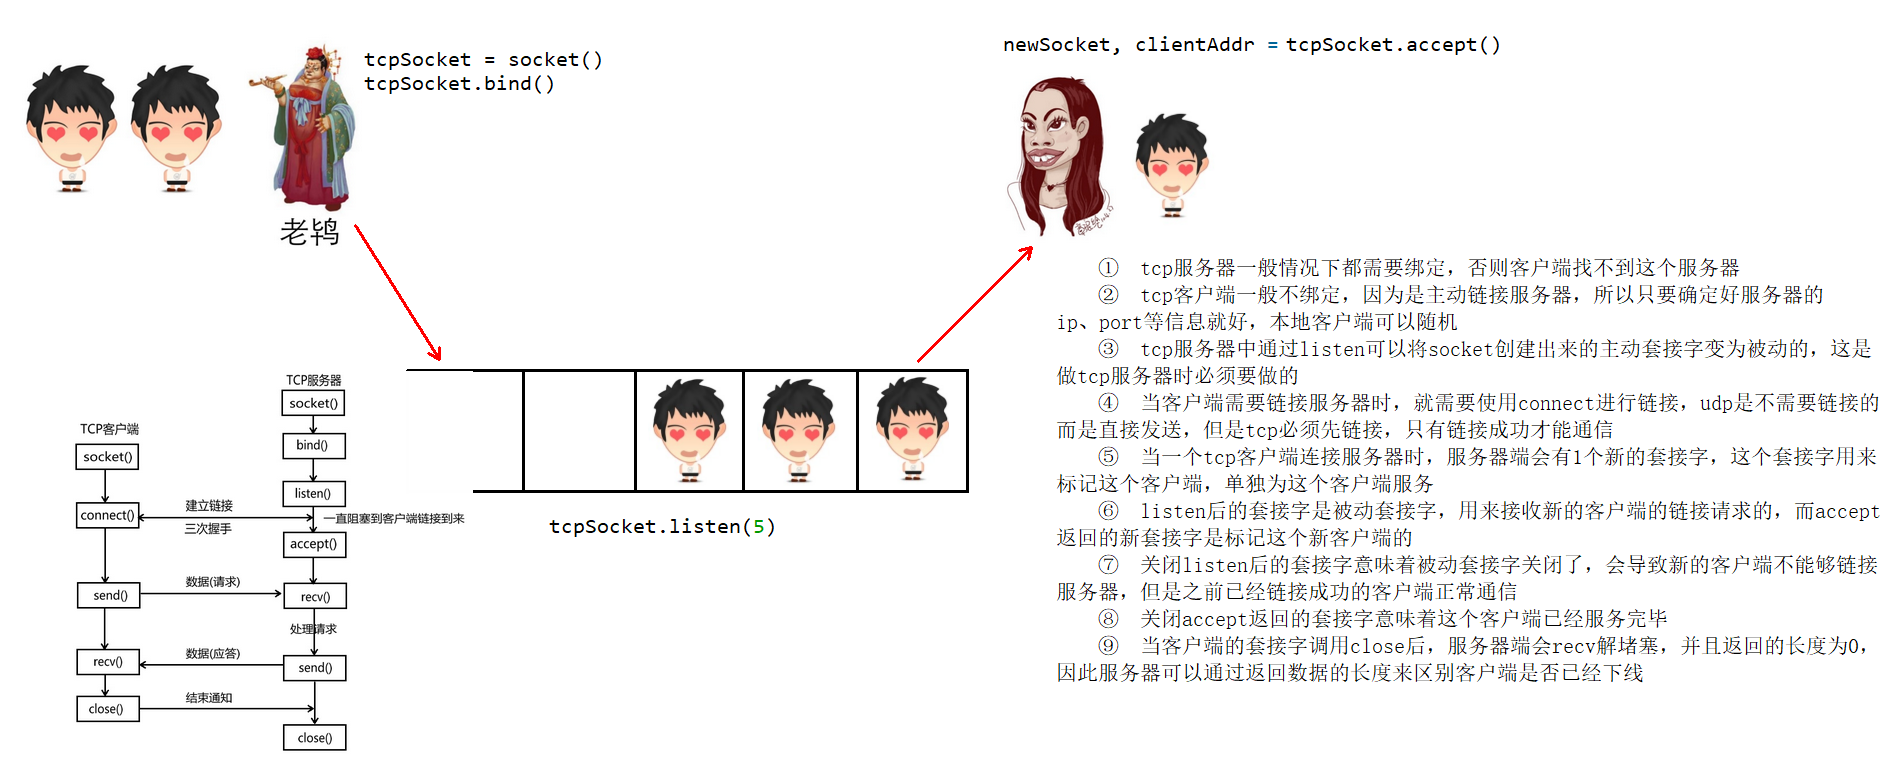 tcpSocket = socket()
tcpSocket.bind()
老鸨
newSocket, clientAddr = tcpSocket.accept()
tcpSocket.listen(5)
TCP客户端
socket()
connect()
send()
recv()
close()
建立链接
三次握手
数据(请求)
数据(应答)
结束通知
TCP服务器
socket()
bind()
listen()
一直阻塞到客户端链接到来
accept()
recv()
处理请求
send()
close()
① tcp服务器一般情况下都需要绑定，否则客户端找不到这个服务器
② tcp客户端一般不绑定，因为是主动链接服务器，所以只要确定好服务器的
ip、port等信息就好，本地客户端可以随机
③ tcp服务器中通过listen可以将socket创建出来的主动套接字变为被动的，这是
做tcp服务器时必须要做的
④ 当客户端需要链接服务器时，就需要使用connect进行链接，udp是不需要链接的
而是直接发送，但是tcp必须先链接，只有链接成功才能通信
⑤ 当一个tcp客户端连接服务器时，服务器端会有1个新的套接字，这个套接字用来
标记这个客户端，单独为这个客户端服务
⑥ listen后的套接字是被动套接字，用来接收新的客户端的链接请求的，而accept
返回的新套接字是标记这个新客户端的
⑦ 关闭listen后的套接字意味着被动套接字关闭了，会导致新的客户端不能够链接
服务器，但是之前已经链接成功的客户端正常通信
⑧ 关闭accept返回的套接字意味着这个客户端已经服务完毕
⑨ 当客户端的套接字调用close后，服务器端会recv解堵塞，并且返回的长度为0，
因此服务器可以通过返回数据的长度来区别客户端是否已经下线